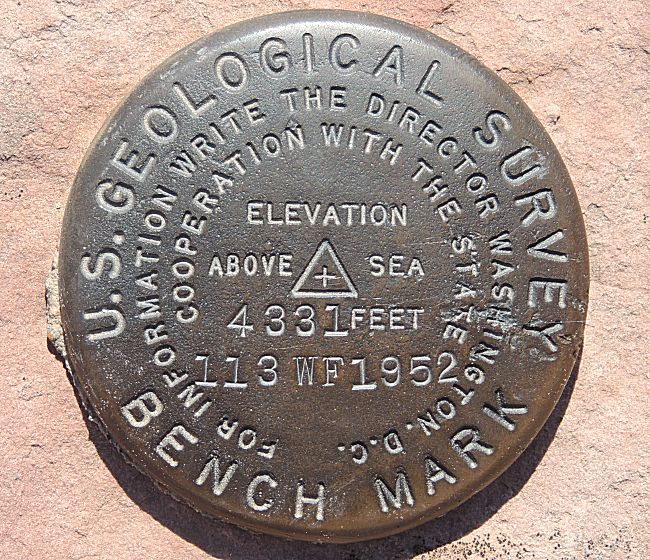 U.S. GEOLOGICAL SURVEY
FOR INFORMATION WRITE THE DIRECTOR WASHINGTON, D.C.
COOPERATION WITH THE STATE
ELEVATION
ABOVE SEA
4331 FEET
113 WF 1952
BENCH MARK